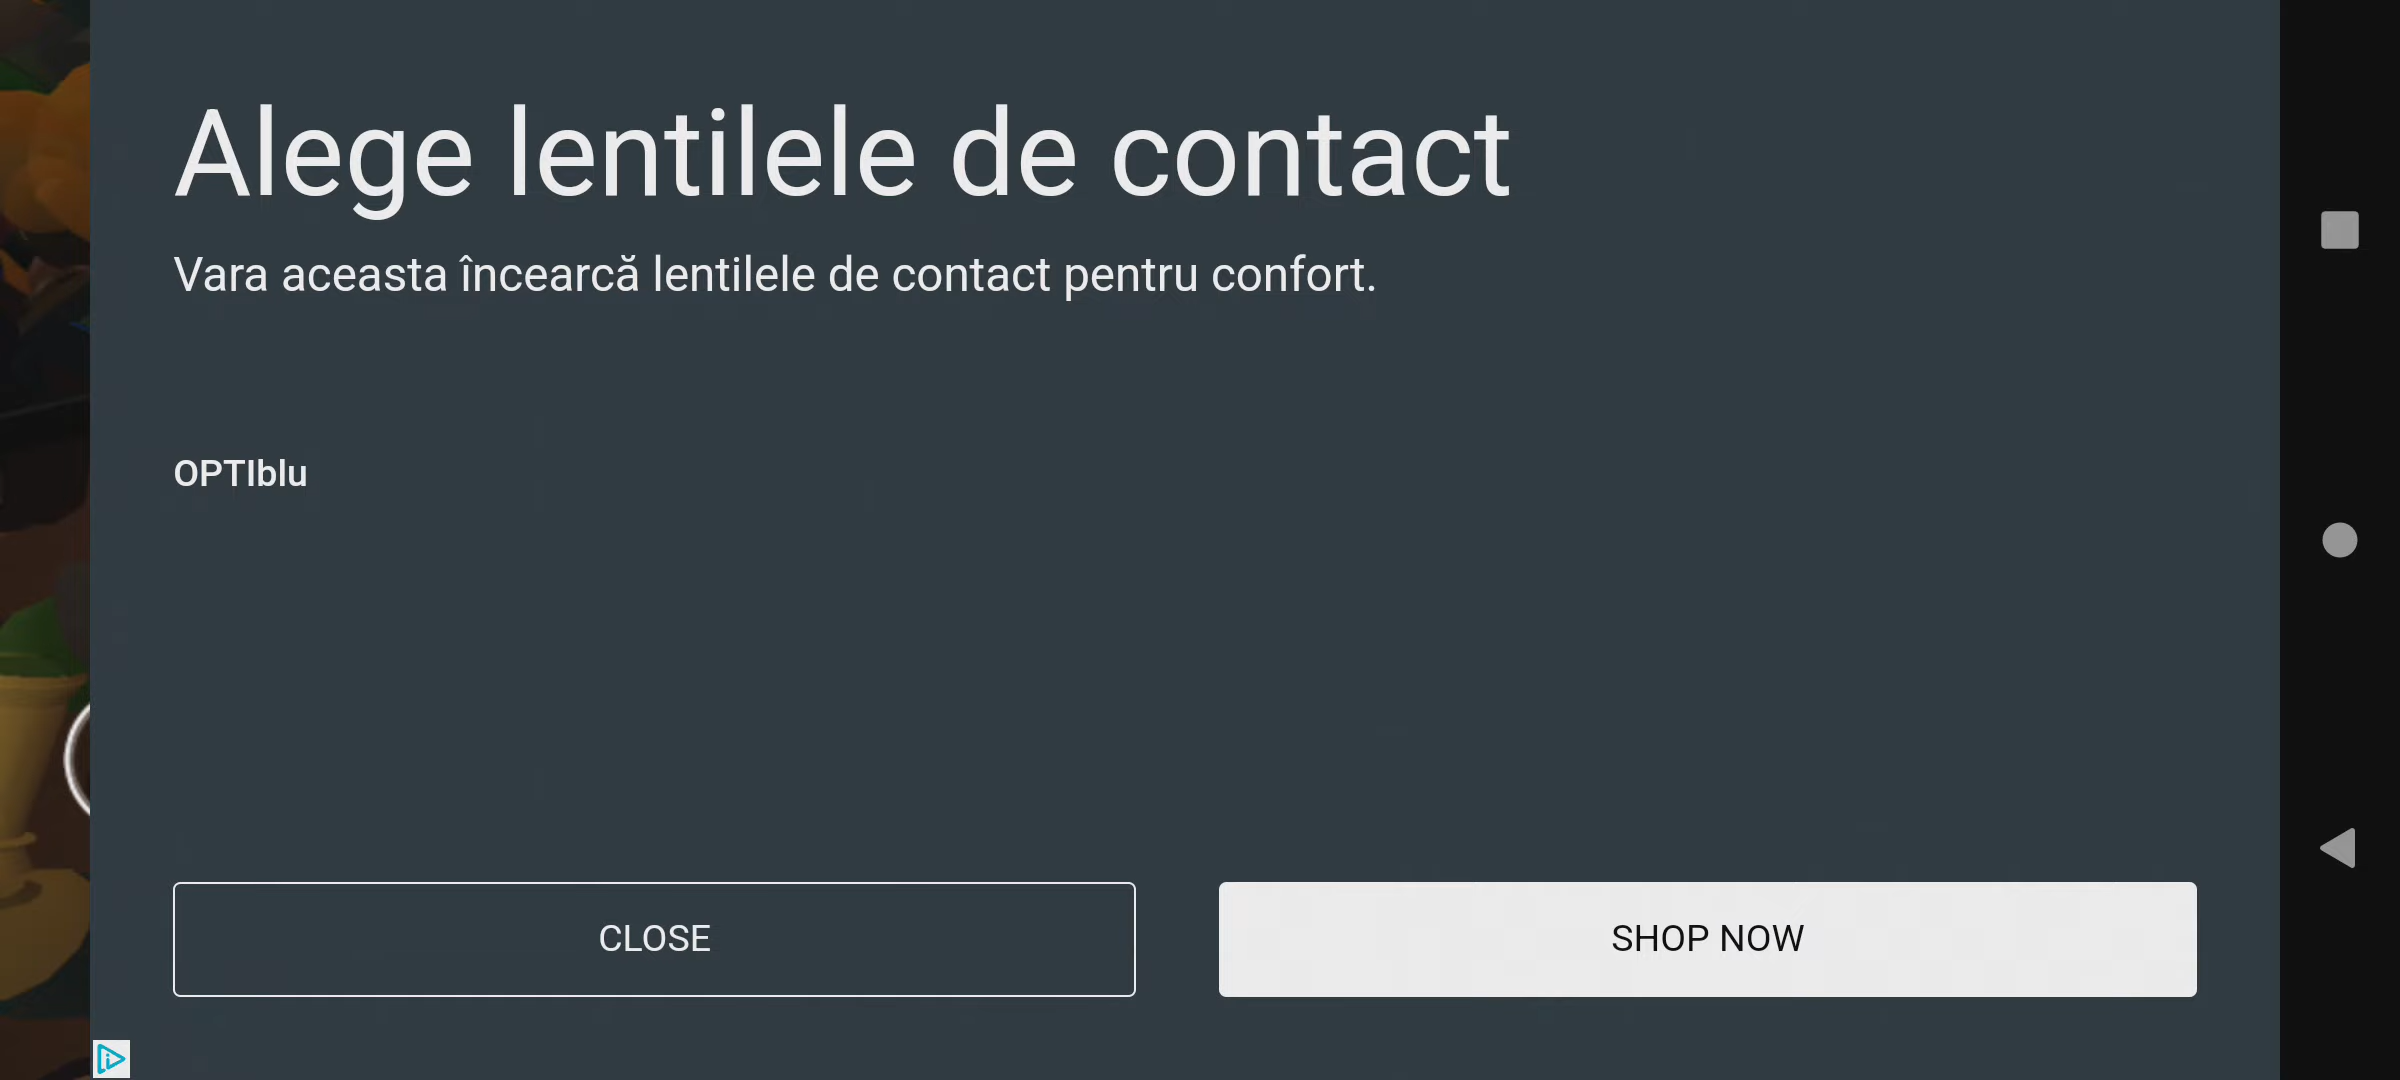 Alege lentilele de contact
Vara aceasta încearcă lentilele de contact pentru confort.
OPTIblu
CLOSE
SHOP NOW